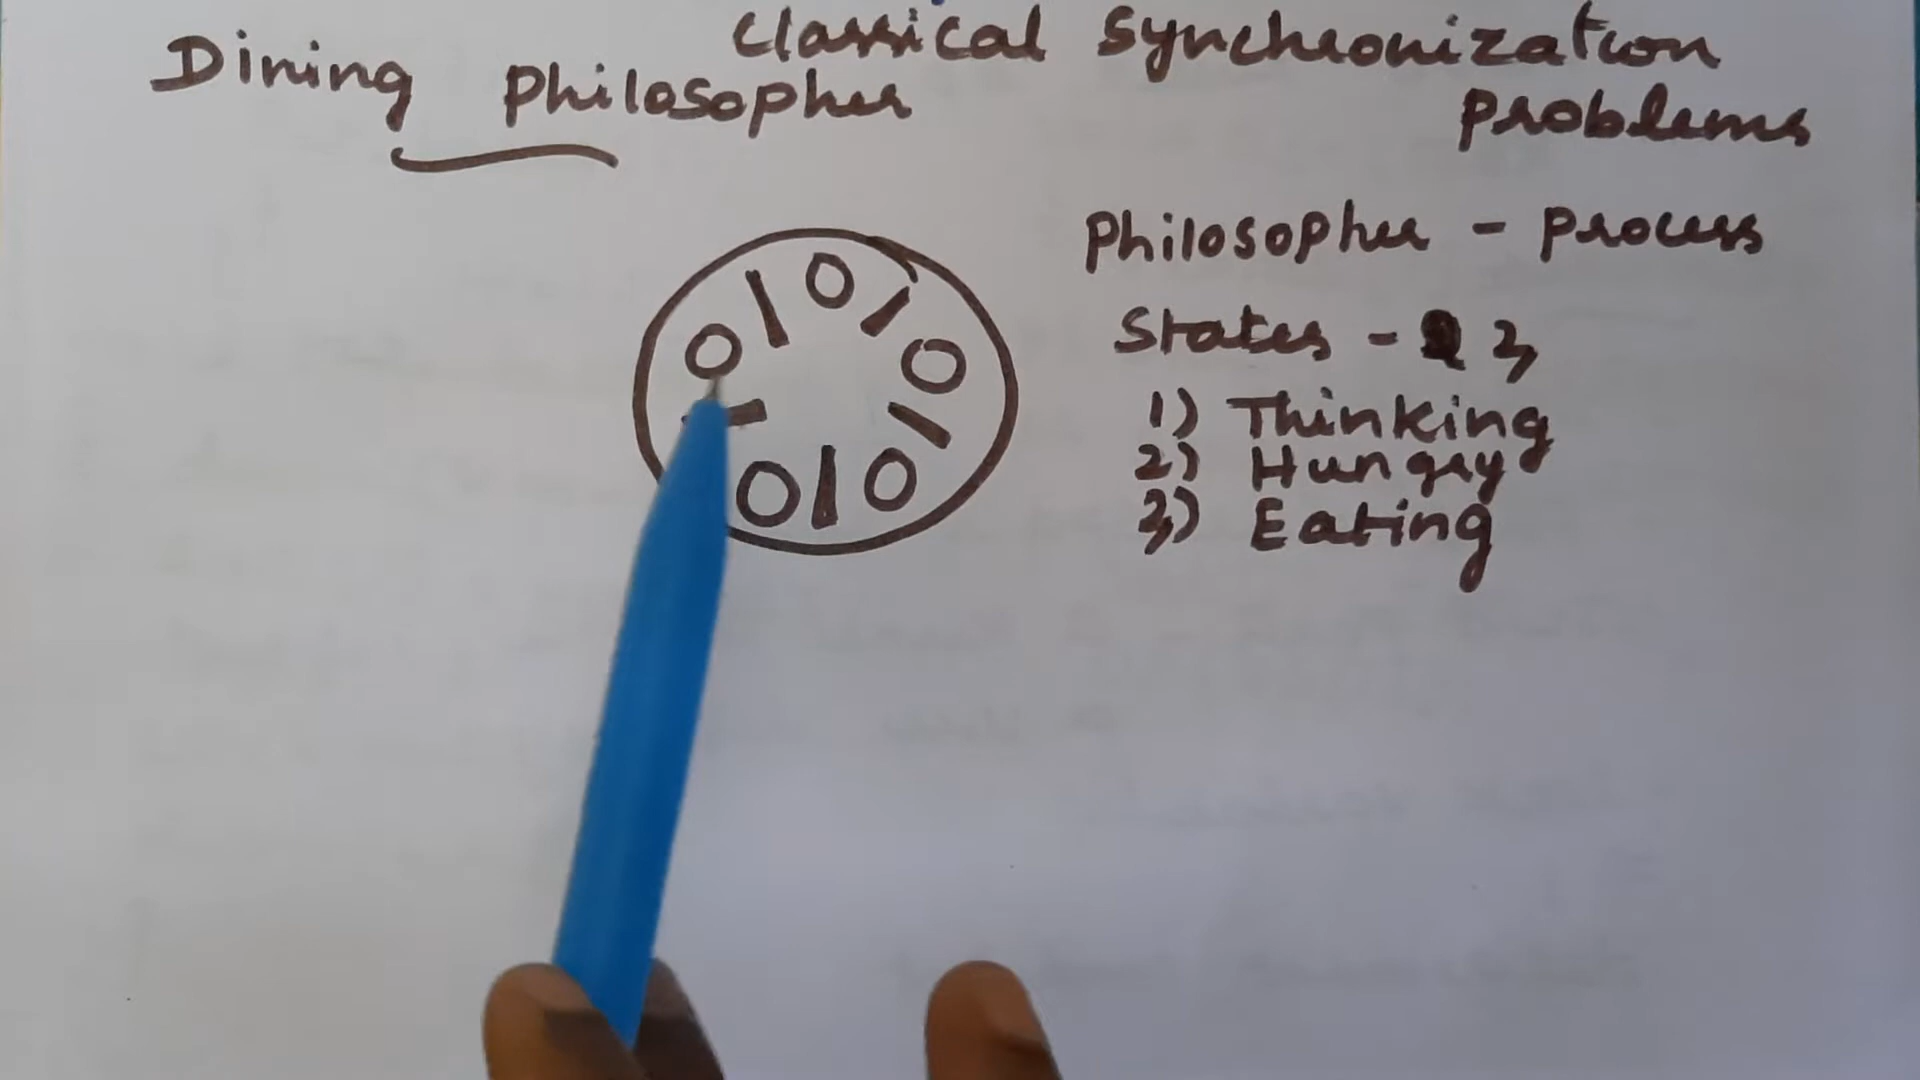 Classical Synchronization
Dining Philosopher
Problems
Philosopher - Process
States - 3
1) Thinking
2) Hungry
3) Eating